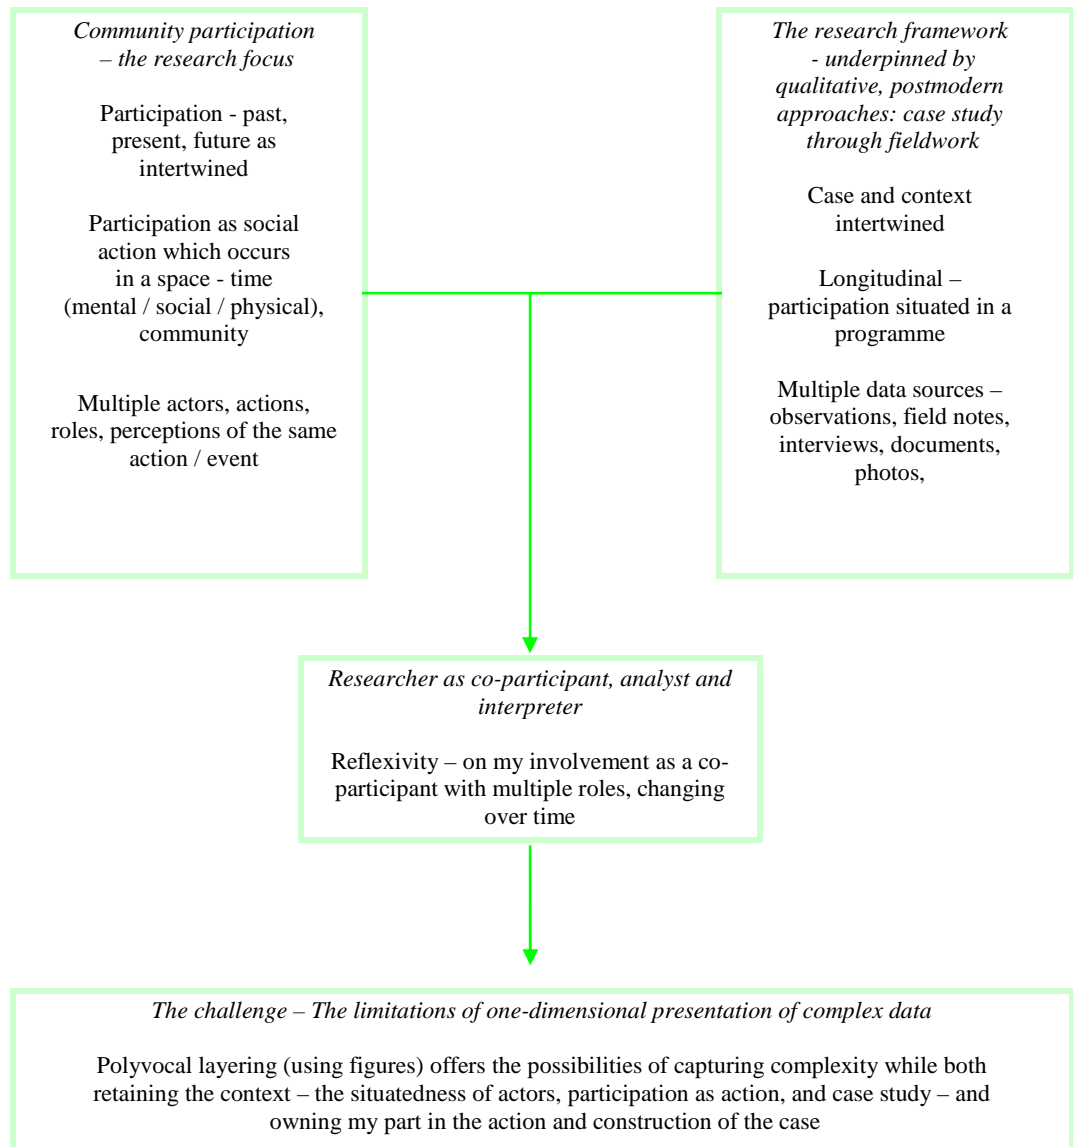 Community participation
– the research focus
Participation - past,
present, future as
intertwined
Participation as social
action which occurs
in a space - time
(mental / social / physical),
community
Multiple actors, actions,
roles, perceptions of the same
action / event
The research framework
- underpinned by
qualitative, postmodern
approaches: case study
through fieldwork
Case and context
intertwined
Longitudinal –
participation situated in a
programme
Multiple data sources –
observations, field notes,
interviews, documents,
photos,
Researcher as co-participant, analyst and
interpreter
Reflexivity – on my involvement as a co-
participant with multiple roles, changing
over time
The challenge – The limitations of one-dimensional presentation of complex data
Polyvocal layering (using figures) offers the possibilities of capturing complexity while both
retaining the context – the situatedness of actors, participation as action, and case study – and
owning my part in the action and construction of the case